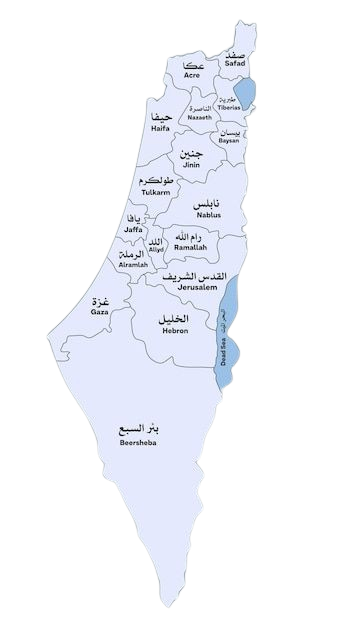 صفد
Safad
عكا
Acre
طبرية
Tiberias
الناصرة
Nazaeth
حيفا
Haifa
بيسان
Baysan
جنين
Jinin
طولكرم
Tulkarm
نابلس
Nablus
يافا
Jaffa
اللد
Allyd
رام الله
Ramallah
الرملة
Alramlah
القدس الشريف
Jerusalem
غزة
Gaza
الخليل
Hebron
البحر الميت
Dead Sea
بئر السبع
Beersheba